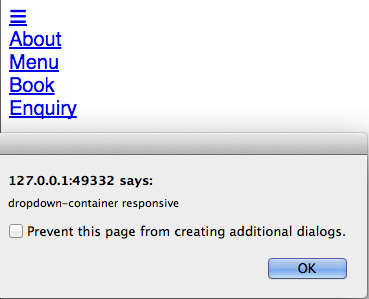 ☰
About
Menu
Book
Enquiry
127.0.0.1:49332 says:
dropdown-container responsive
Prevent this page from creating additional dialogs.
OK